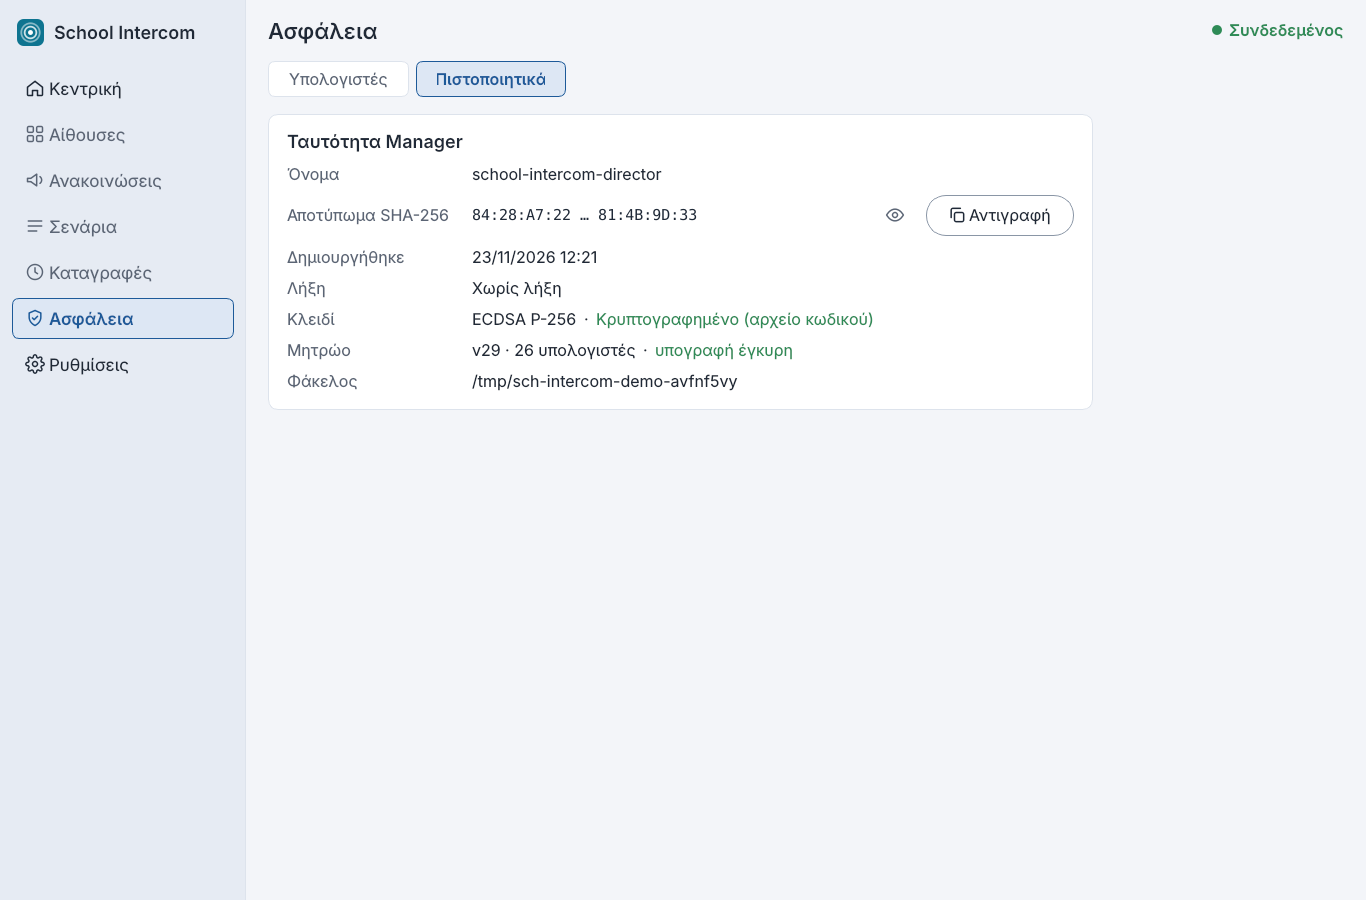 School Intercom
Κεντρική
Αίθουσες
Ανακοινώσεις
Σενάρια
Καταγραφές
Ασφάλεια
Ρυθμίσεις
Ασφάλεια
Συνδεδεμένος
Υπολογιστές
Πιστοποιητικά
Ταυτότητα Manager
Όνομα school-intercom-director
Αποτύπωμα SHA-256 84:28:A7:22 … 81:4B:9D:33 Αντιγραφή
Δημιουργήθηκε 23/11/2026 12:21
Λήξη Χωρίς λήξη
Κλειδί ECDSA P-256 · Κρυπτογραφημένο (αρχείο κωδικού)
Μητρώο v29 · 26 υπολογιστές · υπογραφή έγκυρη
Φάκελος /tmp/sch-intercom-demo-avfnf5vy